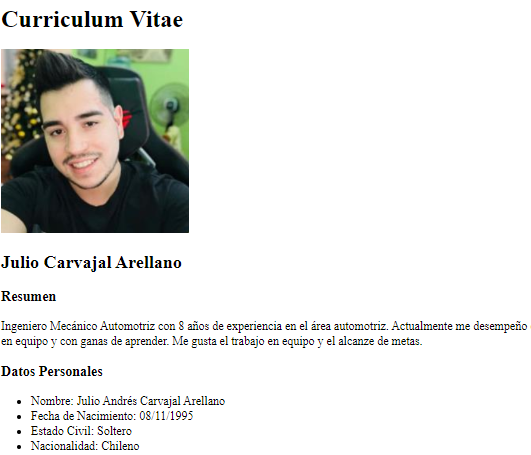 Curriculum Vitae
Julio Carvajal Arellano
Resumen
Ingeniero Mecánico Automotriz con 8 años de experiencia en el área automotriz. Actualmente me desempeño
en equipo y con ganas de aprender. Me gusta el trabajo en equipo y el alcanze de metas.
Datos Personales
Nombre: Julio Andrés Carvajal Arellano
Fecha de Nacimiento: 08/11/1995
Estado Civil: Soltero
Nacionalidad: Chileno